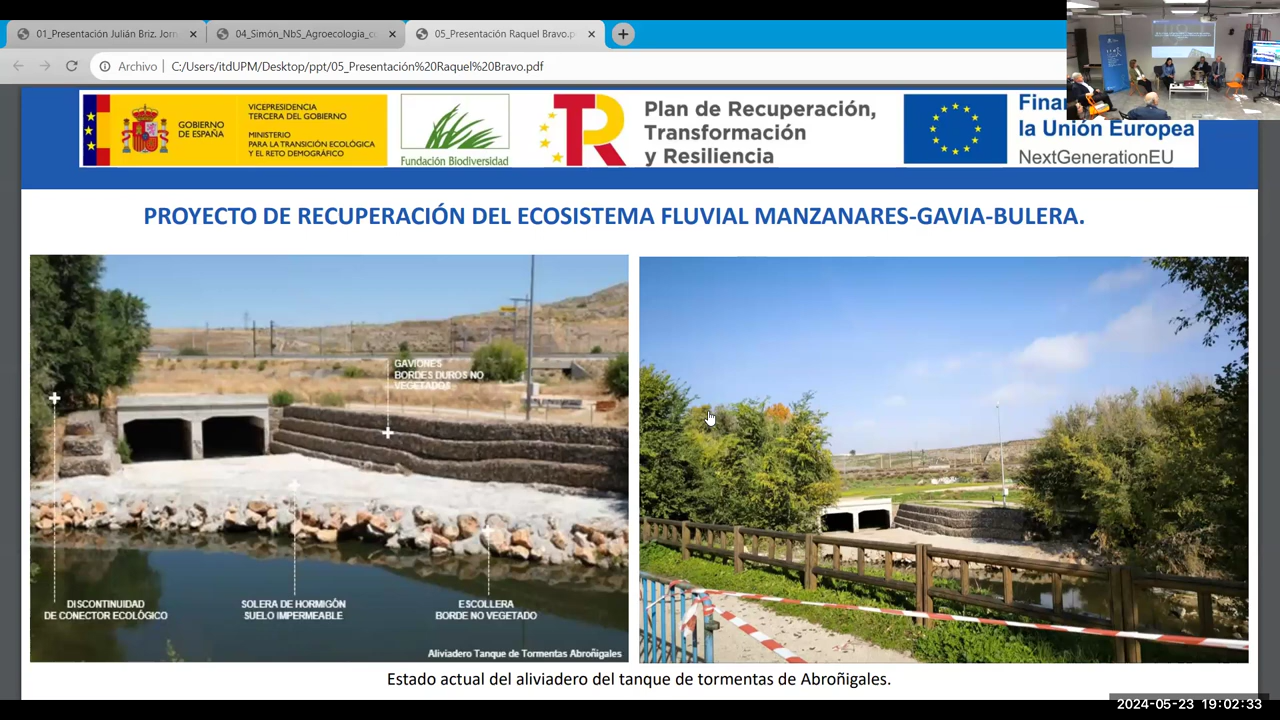 01_Presentación Julián Briz. Jorn
04_Simón_NbS_Agroecologia_c
05_Presentación Raquel Bravo.p
Archivo
C:/Users/itdUPM/Desktop/ppt/05_Presentación%20Raquel%20Bravo.pdf
GOBIERNO
DE ESPAÑA
VICEPRESIDENCIA
TERCERA DEL GOBIERNO
MINISTERIO
PARA LA TRANSICIÓN ECOLÓGICA
Y EL RETO DEMOGRÁFICO
Fundación Biodiversidad
Plan de Recuperación,
Transformación
y Resiliencia
Finan
la Unión Europea
NextGenerationEU
PROYECTO DE RECUPERACIÓN DEL ECOSISTEMA FLUVIAL MANZANARES-GAVIA-BULERA.
GAVIONES
BORDES DUROS NO
VEGETADOS
DISCONTINUIDAD
DE CONECTOR ECOLÓGICO
SOLERA DE HORMIGÓN
SUELO IMPERMEABLE
ESCOLLERA
BORDE NO VEGETADO
Aliviadero Tanque de Tormentas Abroñigales
Estado actual del aliviadero del tanque de tormentas de Abroñigales.
2024-05-23 19:02:33